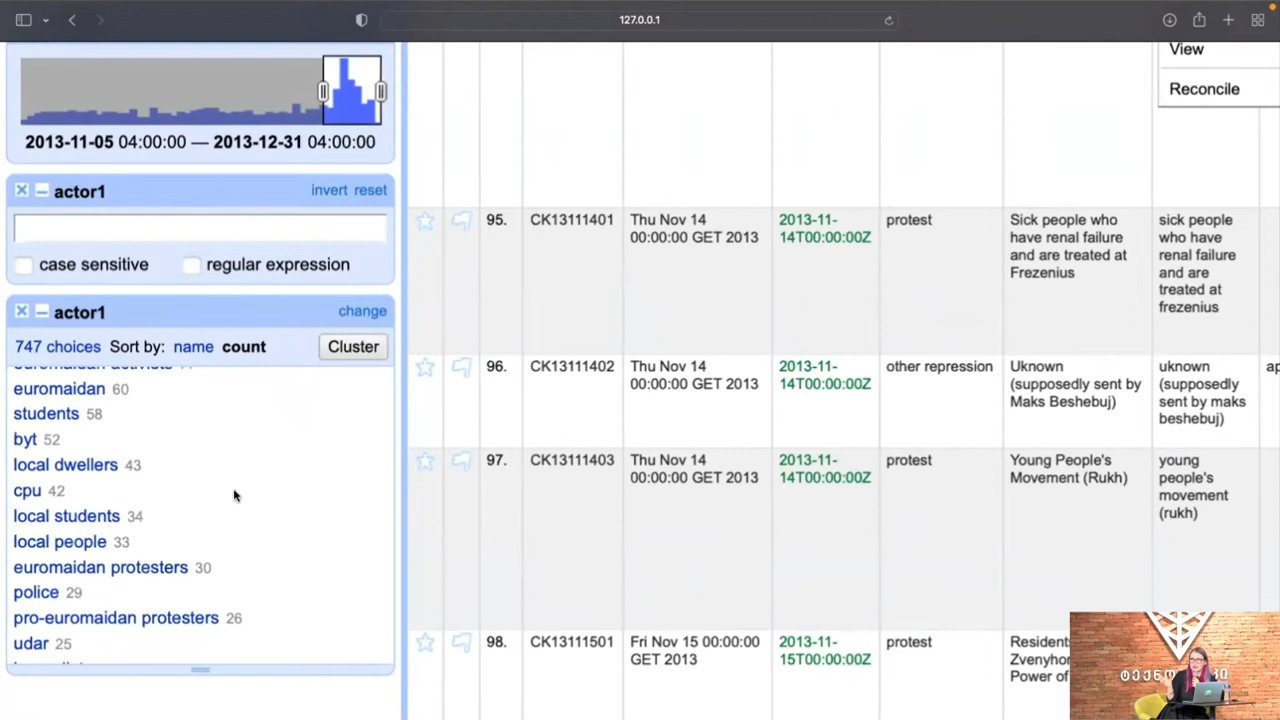 127.0.0.1
2013-11-05 04:00:00 — 2013-12-31 04:00:00
actor1
invert reset
case sensitive
regular expression
actor1
change
747 choices Sort by: name count
Cluster
euromaidan activists
euromaidan 60
students 58
byt 52
local dwellers 43
cpu 42
local students 34
local people 33
euromaidan protesters 30
police 29
pro-euromaidan protesters 26
udar 25
View
Reconcile
95.
CK13111401
Thu Nov 14
00:00:00 GET 2013
2013-11-
14T00:00:00Z
protest
Sick people who
have renal failure
and are treated at
Frezenius
sick people
who have
renal failure
and are
treated at
frezenius
96.
CK13111402
Thu Nov 14
00:00:00 GET 2013
2013-11-
14T00:00:00Z
other repression
Uknown
(supposedly sent by
Maks Beshebuj)
uknown
(supposedly
sent by maks
beshebuj)
ap
97.
CK13111403
Thu Nov 14
00:00:00 GET 2013
2013-11-
14T00:00:00Z
protest
Young People's
Movement (Rukh)
young
people's
movement
(rukh)
98.
CK13111501
Fri Nov 15 00:00:00
GET 2013
2013-11-
15T00:00:00Z
protest
Resident
Zvenyho
Power of